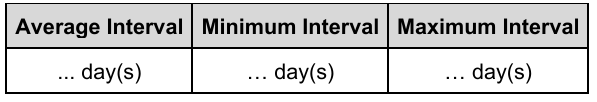 Average Interval Minimum Interval Maximum Interval
... day(s) … day(s) … day(s)